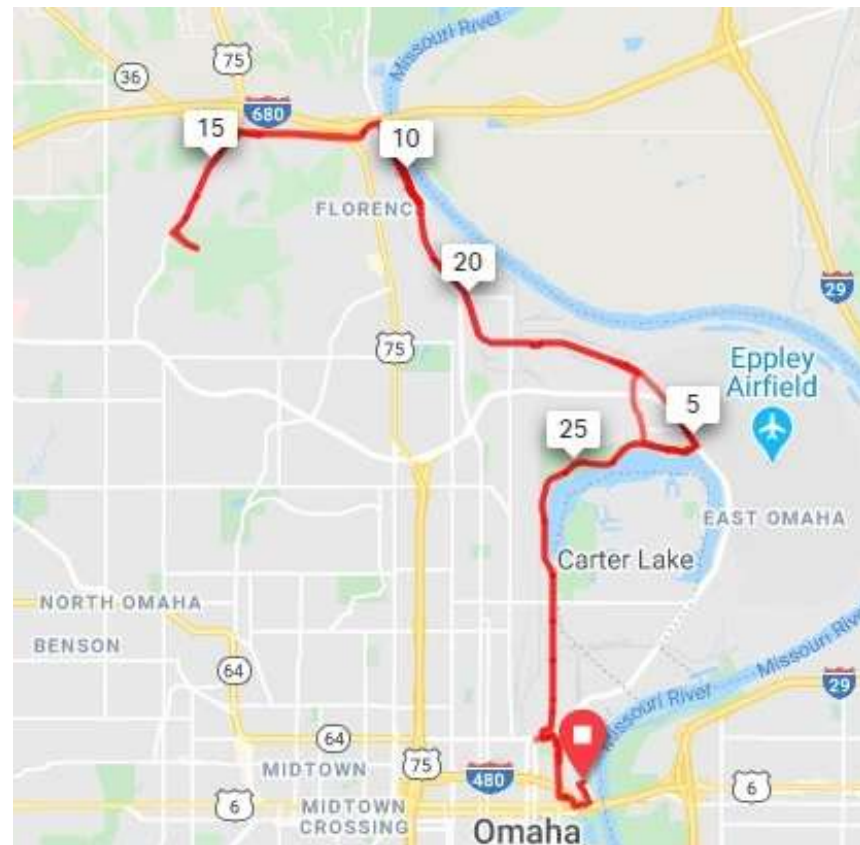 Missouri River
75
36
680
15
10
FLORENC
20
29
75
Eppley
Airfield
5
25
EAST OMAHA
Carter Lake
NORTH OMAHA
BENSON
64
Missouri River
Missouri River
29
64
MIDTOWN
75
480
6
6
MIDTOWN
CROSSING
Omaha